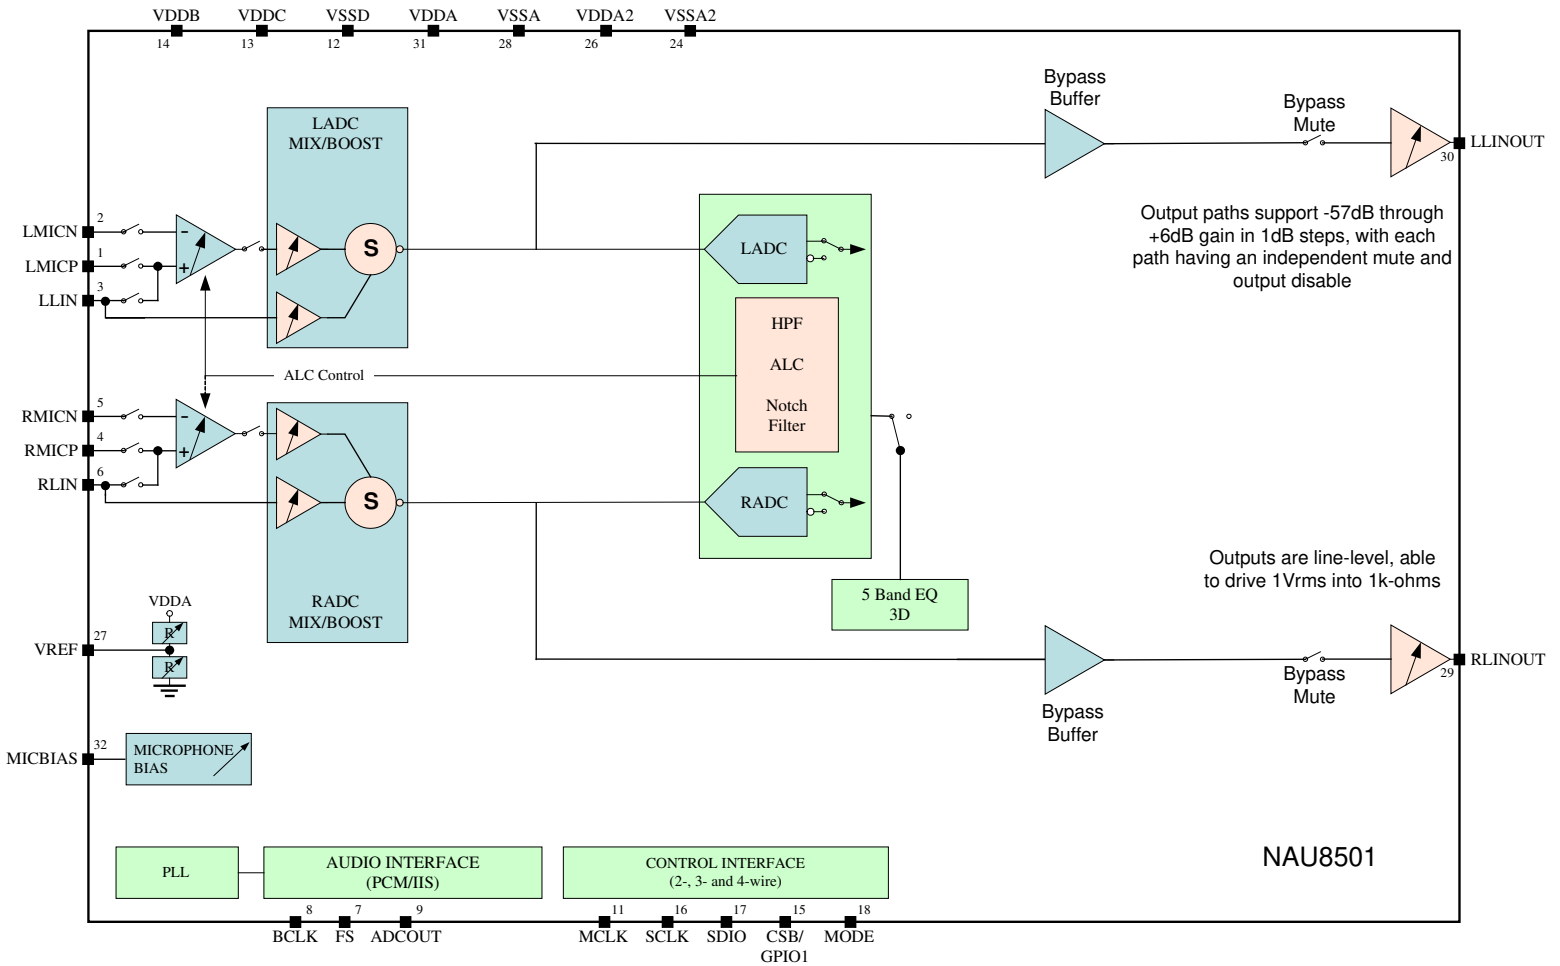 VDDB VDDC VSSD VDDA VSSA VDDA2 VSSA2
14 13 12 31 28 26 24
Bypass
Buffer
Bypass
Mute
LLINOUT
30
LADC
MIX/BOOST
LMICN
2
-
LMICP
1
+
LLIN
3
S
LADC
Output paths support -57dB through
+6dB gain in 1dB steps, with each
path having an independent mute and
output disable
HPF
ALC
Notch
Filter
ALC Control
RMICN
5
-
RMICP
4
+
RLIN
6
S
RADC
RADC
MIX/BOOST
5 Band EQ
3D
Outputs are line-level, able
to drive 1Vrms into 1k-ohms
VDDA
R
R
VREF
27
RLINOUT
29
Bypass
Mute
Bypass
Buffer
MICBIAS
32
MICROPHONE
BIAS
NAU8501
PLL
AUDIO INTERFACE
(PCM/IIS)
CONTROL INTERFACE
(2-, 3- and 4-wire)
8 7 9 11 16 17 15 18
BCLK FS ADCOUT MCLK SCLK SDIO CSB/ MODE
GPIO1